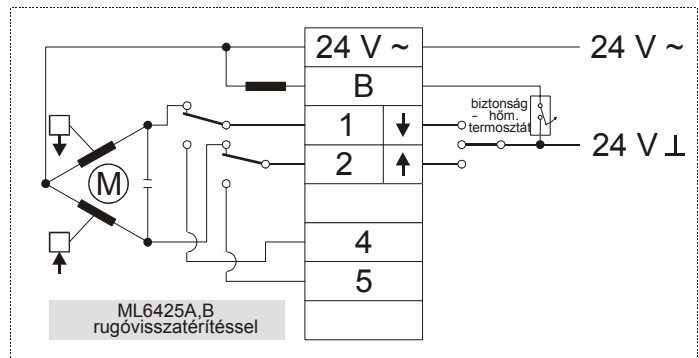 24 V ~
24 V ~
B
biztonság
- hőm.
termosztát
1
2
24 V ⊥
M
4
5
ML6425A,B
rugóvisszatérítéssel